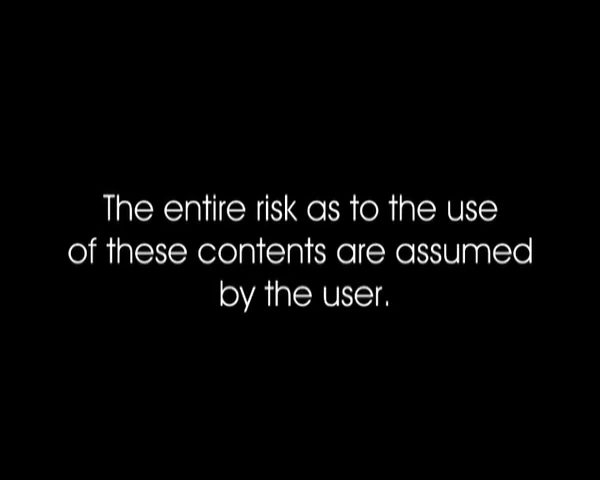 The entire risk as to the use
of these contents are assumed
by the user.